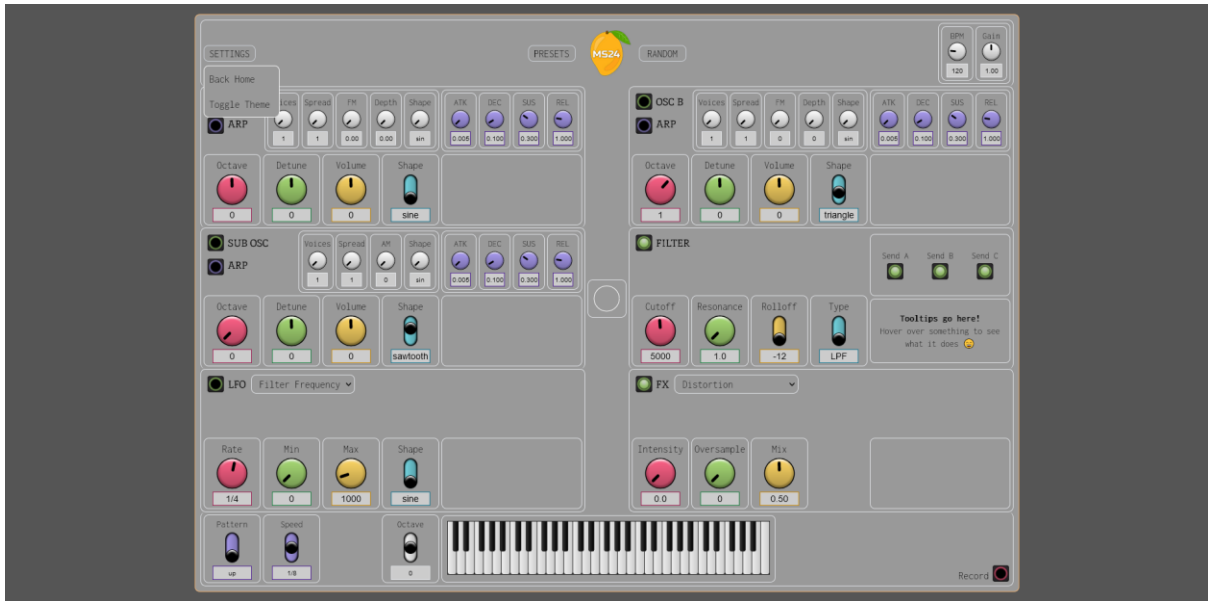 BPM Gain
SETTINGS PRESETS MS24 RANDOM
120 1.00
Back Home
Toggle Theme
Spread FM Depth Shape ATK DEC SUS REL
ARP
1 1 0.00 0.00 sin 0.005 0.100 0.300 1.000
Octave Detune Volume Shape
0 0 0 sine
OSC B Voices Spread FM Depth Shape ATK DEC SUS REL
ARP
1 1 0 0 sin 0.005 0.100 0.300 1.000
Octave Detune Volume Shape
1 0 0 triangle
SUB OSC Voices Spread AM Shape ATK DEC SUS REL
ARP
1 1 0 sin 0.005 0.100 0.300 1.000
Octave Detune Volume Shape
0 0 0 sawtooth
FILTER
Send A Send B Send C
Cutoff Resonance Rolloff Type
5000 1.0 -12 LPF
Tooltips go here!
Hover over something to see
what it does 😩
LFO Filter Frequency
Rate Min Max Shape
1/4 0 1000 sine
FX Distortion
Intensity Oversample Mix
0.0 0 0.50
Pattern Speed Octave
up 1/8 0
Record